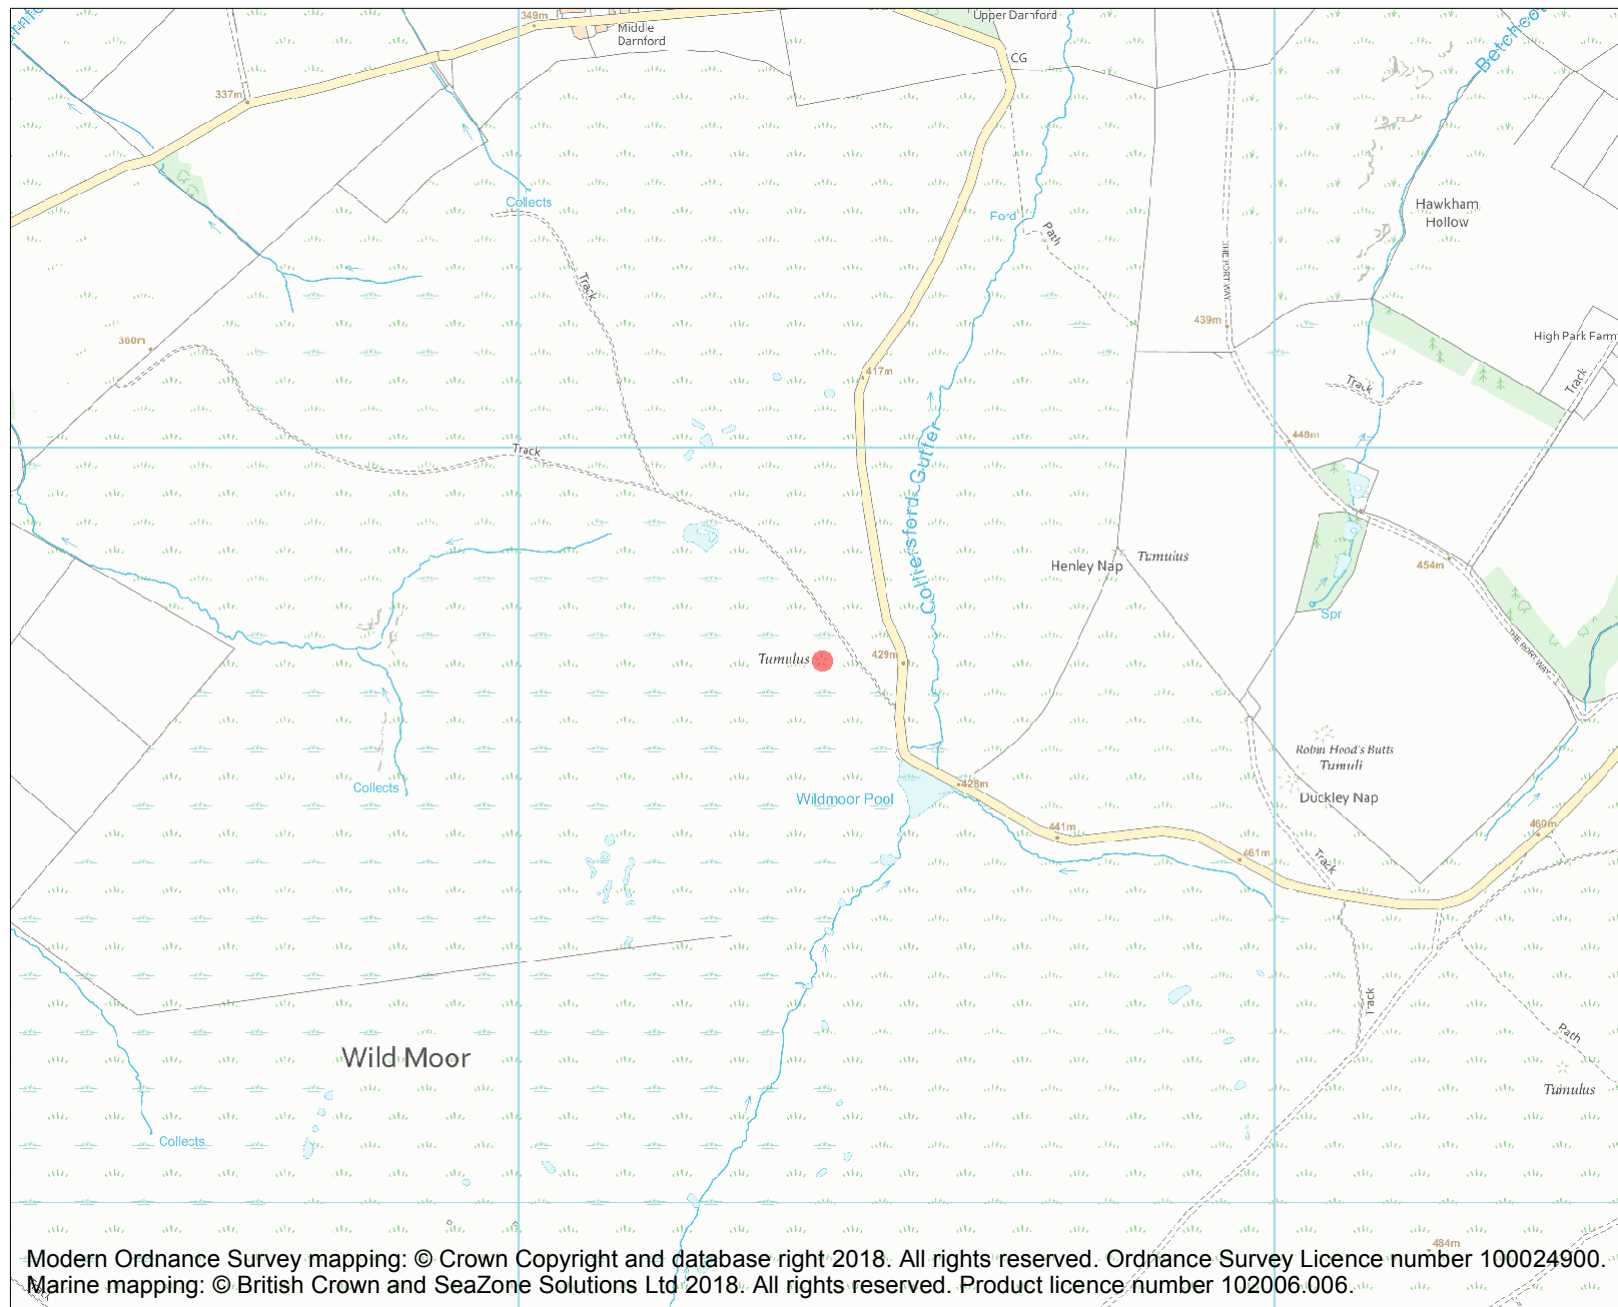 349m
Middle
Darnford
Upper Darnford
CG
Betchcot
337m
Collects
Ford
Path
Track
THE PORT WAY
Hawkham
Hollow
439m
360m
High Park Farm
417m
Track
Track
448m
Track
Colliersford Gutter
Henley Nap
Tumulus
454m
Spr
THE PORT WAY
Tumulus
429m
Robin Hood's Butts
Tumuli
Duckley Nap
Collects
Wildmoor Pool
428m
441m
461m
460m
Track
Track
Path
Wild Moor
Tumulus
Collects
484m
Modern Ordnance Survey mapping: © Crown Copyright and database right 2018. All rights reserved. Ordnance Survey Licence number 100024900.
Marine mapping: © British Crown and SeaZone Solutions Ltd 2018. All rights reserved. Product licence number 102006.006.